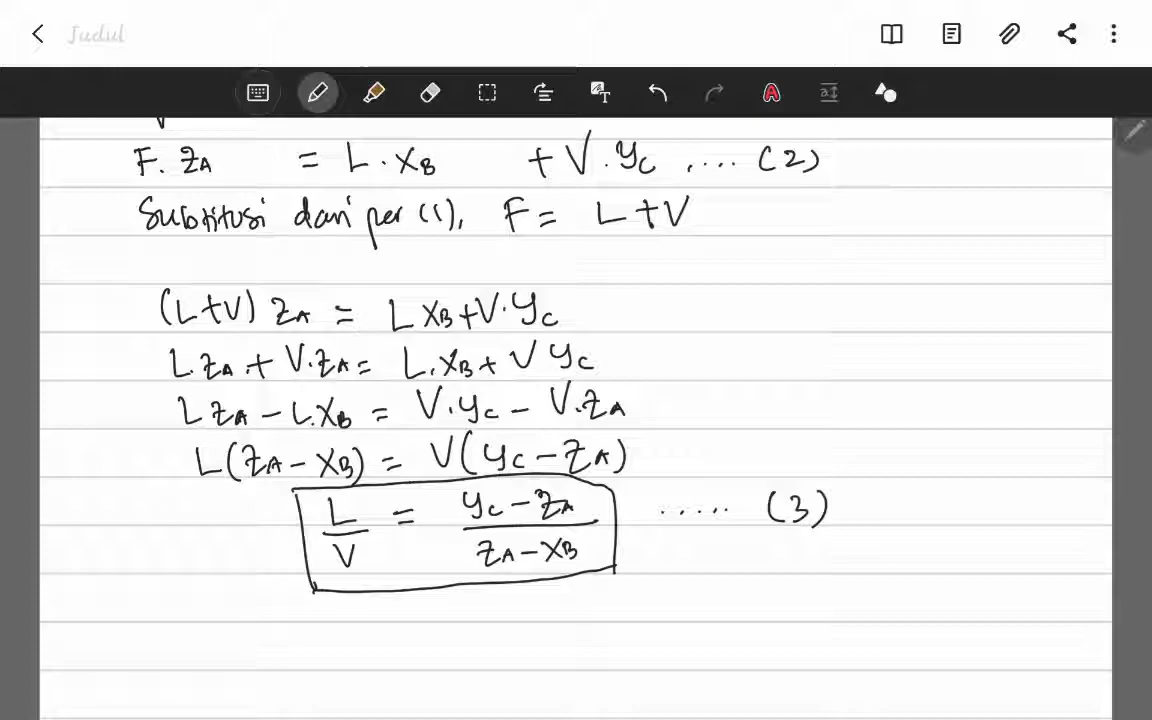 Judul
F. ZA = L. XB + V. yC .... (2)
Substitusi dari per (1), F = L + V
(L+V) ZA = L XB + V. yC
L. ZA + V. ZA = L. XB + V yC
L ZA - L. XB = V. yC - V. ZA
L(ZA - XB) = V(yC - ZA)
L/V = yC - ZA / ZA - XB ..... (3)